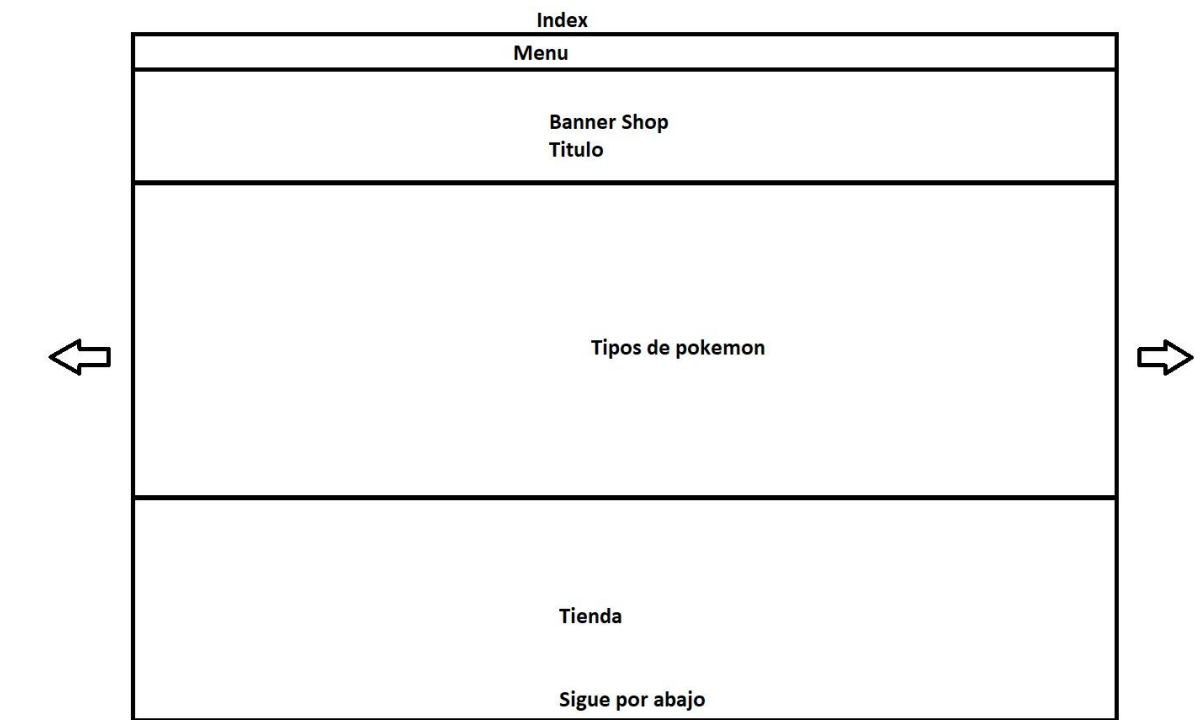 Index
Menu
Banner Shop
Titulo
Tipos de pokemon
Tienda
Sigue por abajo